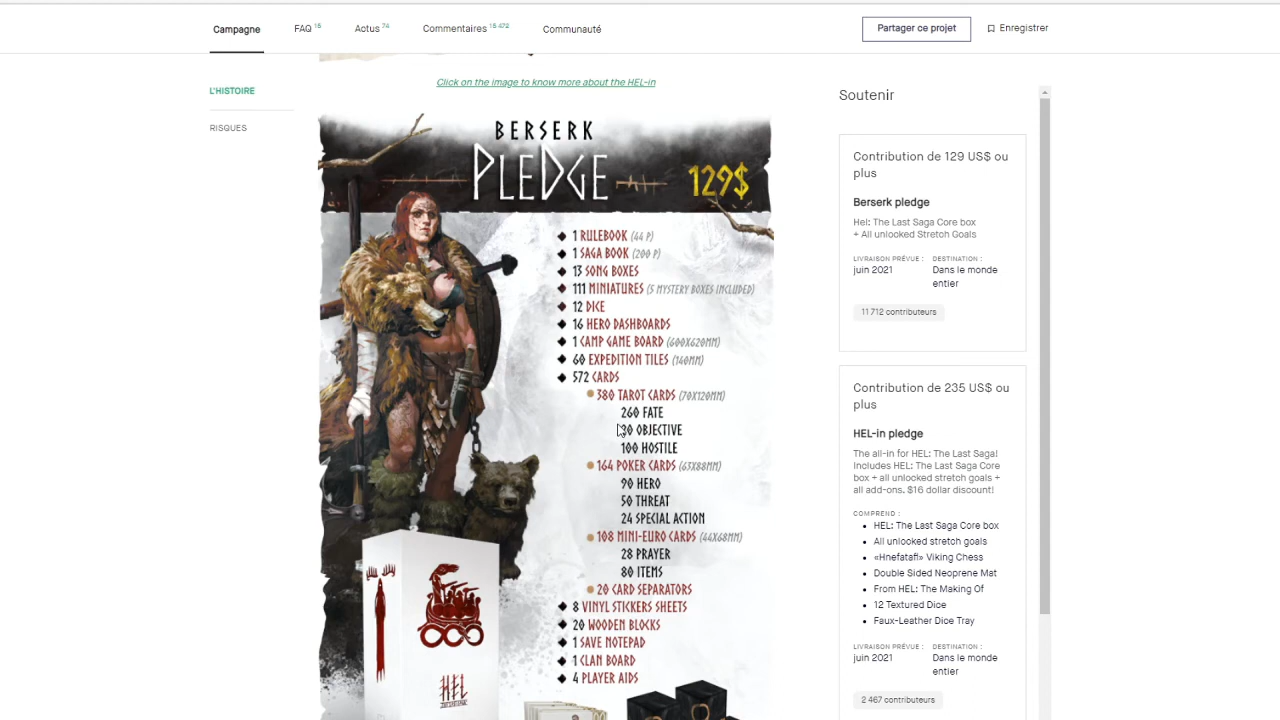 Campagne
FAQ 15
Actus 74
Commentaires 15 472
Communauté
Partager ce projet
Enregistrer
L'HISTOIRE
RISQUES
Click on the image to know more about the HEL-in
BERSERK
PLEDGE
129$
1 RULEBOOK (44 P)
1 SAGA BOOK (200 P)
13 SONG BOXES
111 MINIATURES (5 MYSTERY BOXES INCLUDED)
12 DICE
16 HERO DASHBOARDS
1 CAMP GAME BOARD (600X620MM)
60 EXPEDITION TILES (140MM)
572 CARDS
380 TAROT CARDS (70X120MM)
260 FATE
20 OBJECTIVE
100 HOSTILE
164 POKER CARDS (63X88MM)
90 HERO
50 THREAT
24 SPECIAL ACTION
108 MINI-EURO CARDS (44X68MM)
28 PRAYER
80 ITEMS
20 CARD SEPARATORS
8 VINYL STICKERS SHEETS
20 WOODEN BLOCKS
1 SAVE NOTEPAD
1 CLAN BOARD
4 PLAYER AIDS
HEL
Soutenir
Contribution de 129 US$ ou
plus
Berserk pledge
Hel: The Last Saga Core box
+ All unlooked Stretch Goals
LIVRAISON PRÉVUE :
DESTINATION :
juin 2021
Dans le monde
entier
11 712 contributeurs
Contribution de 235 US$ ou
plus
HEL-in pledge
The all-in for HEL: The Last Saga!
Includes HEL: The Last Saga Core
box + all unlocked stretch goals +
all add-ons. $16 dollar discount!
COMPREND :
HEL: The Last Saga Core box
All unlooked stretch goals
«Hnefatafl» Viking Chess
Double Sided Neoprene Mat
From HEL: The Making Of
12 Textured Dice
Faux-Leather Dice Tray
LIVRAISON PRÉVUE :
DESTINATION :
juin 2021
Dans le monde
entier
2 467 contributeurs